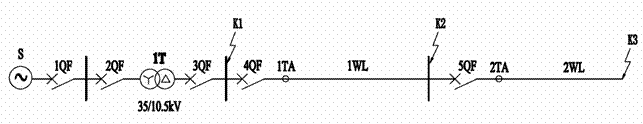 K1 K2 K3
S 1QF 2QF 1T 3QF 4QF 1TA 1WL 5QF 2TA 2WL
35/10.5kV